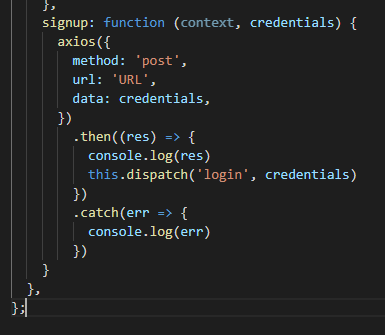 },
signup: function (context, credentials) {
axios({
method: 'post',
url: 'URL',
data: credentials,
})
.then((res) => {
console.log(res)
this.dispatch('login', credentials)
})
.catch(err => {
console.log(err)
})
}
},
};